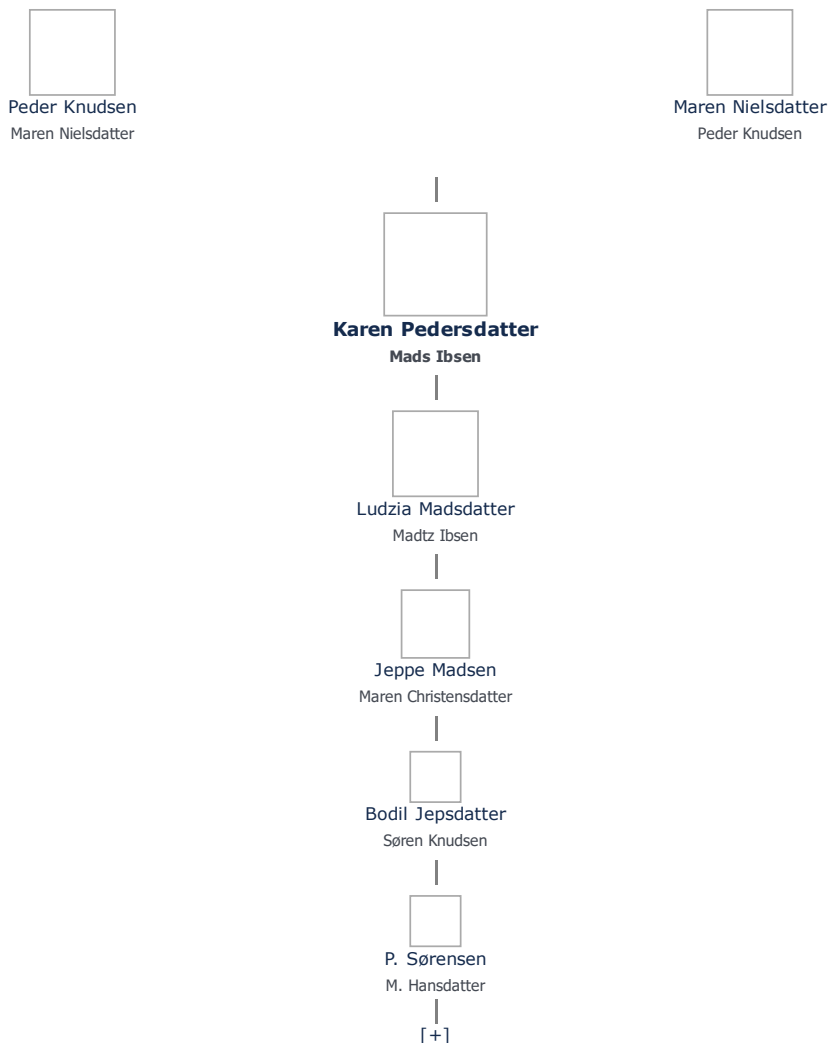 Peder Knudsen
Maren Nielsdatter
Maren Nielsdatter
Peder Knudsen
Karen Pedersdatter
Mads Ibsen
Ludzia Madsdatter
Madtz Ibsen
Jeppe Madsen
Maren Christensdatter
Bodil Jepsdatter
Søren Knudsen
P. Sørensen
M. Hansdatter
[+]